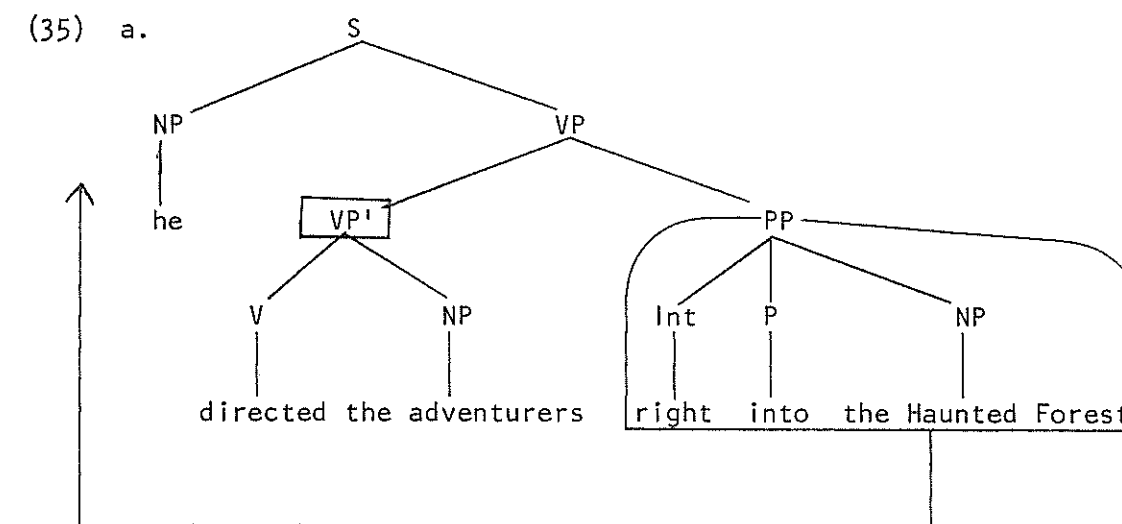 (35) a.
S
NP VP
he VP' PP
V NP Int P NP
directed the adventurers right into the Haunted Forest